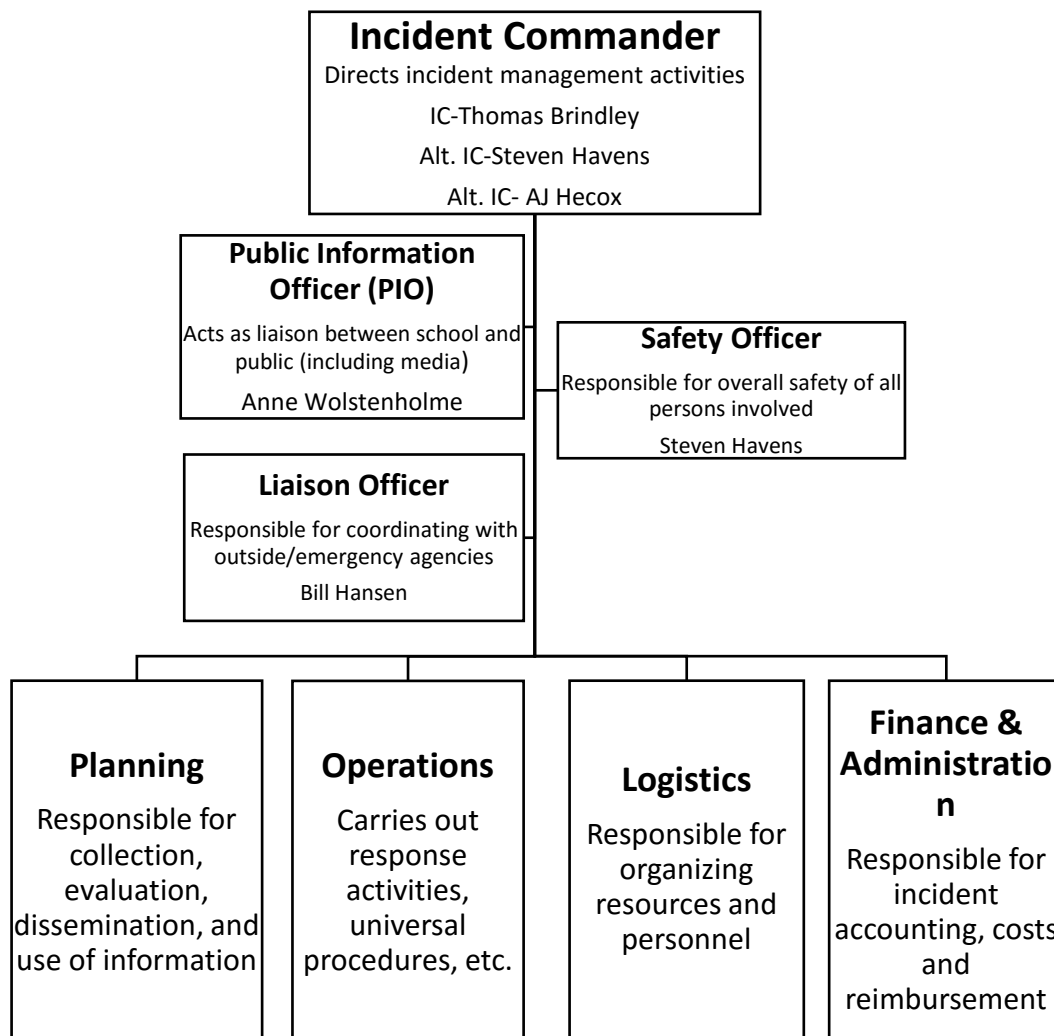 Incident Commander
Directs incident management activities
IC-Thomas Brindley
Alt. IC-Steven Havens
Alt. IC- AJ Hecox
Public Information
Officer (PIO)
Acts as liaison between school and
public (including media)
Anne Wolstenholme
Safety Officer
Responsible for overall safety of all
persons involved
Steven Havens
Liaison Officer
Responsible for coordinating with
outside/emergency agencies
Bill Hansen
Planning
Responsible for
collection,
evaluation,
dissemination, and
use of information
Operations
Carries out
response
activities,
universal
procedures, etc.
Logistics
Responsible for
organizing
resources and
personnel
Finance &
Administratio
n
Responsible for
incident
accounting, costs
and
reimbursement